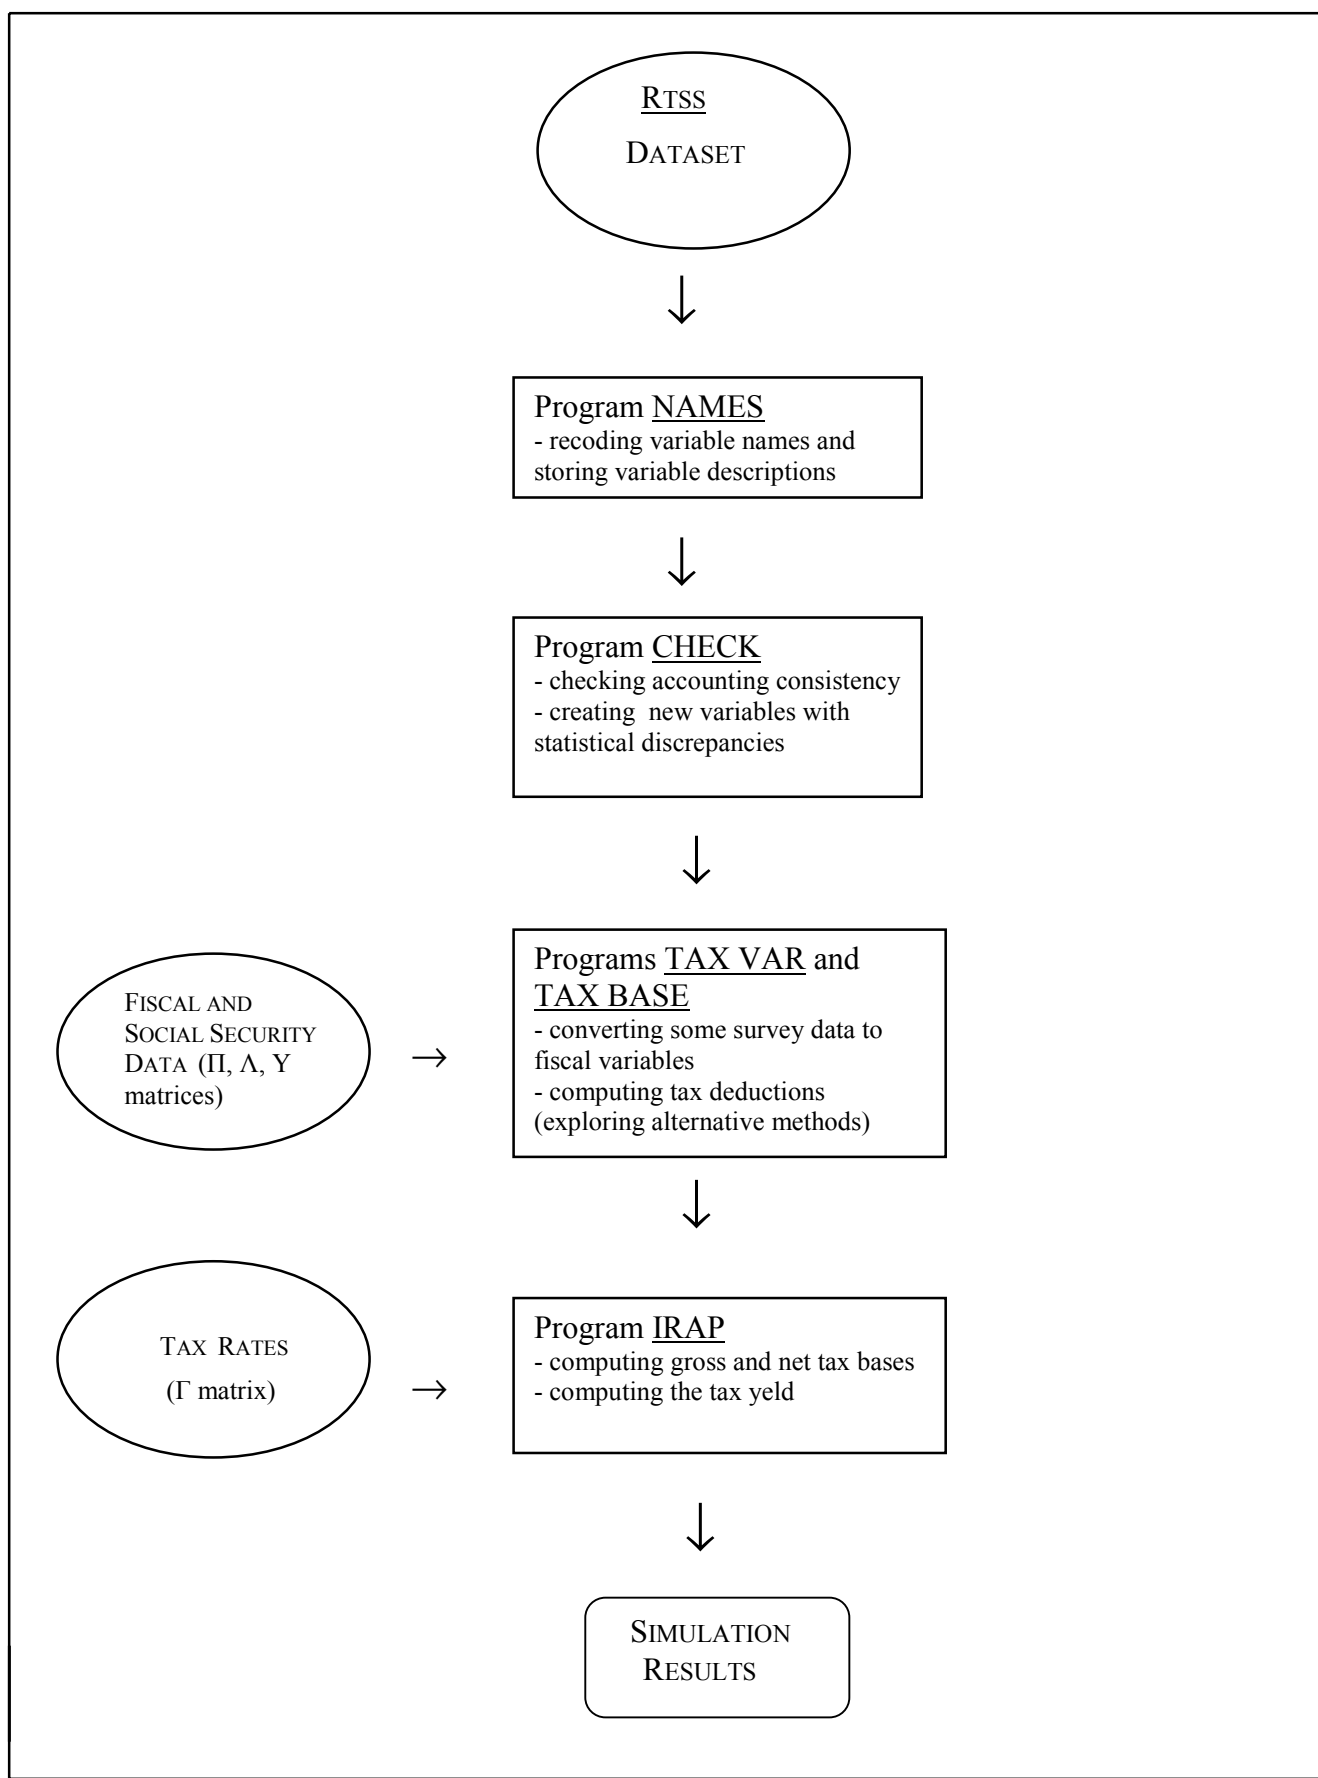 RTSS
DATASET
Program NAMES
- recoding variable names and
storing variable descriptions
Program CHECK
- checking accounting consistency
- creating  new variables with
statistical discrepancies
FISCAL AND
SOCIAL SECURITY
DATA  (Π, Λ, Υ
matrices)
→
Programs TAX VAR and
TAX BASE
- converting some survey data to
fiscal variables
- computing tax deductions
(exploring alternative methods)
TAX  RATES
(Γ matrix)
→
Program IRAP
- computing gross and net tax bases
- computing the tax yeld
SIMULATION
RESULTS